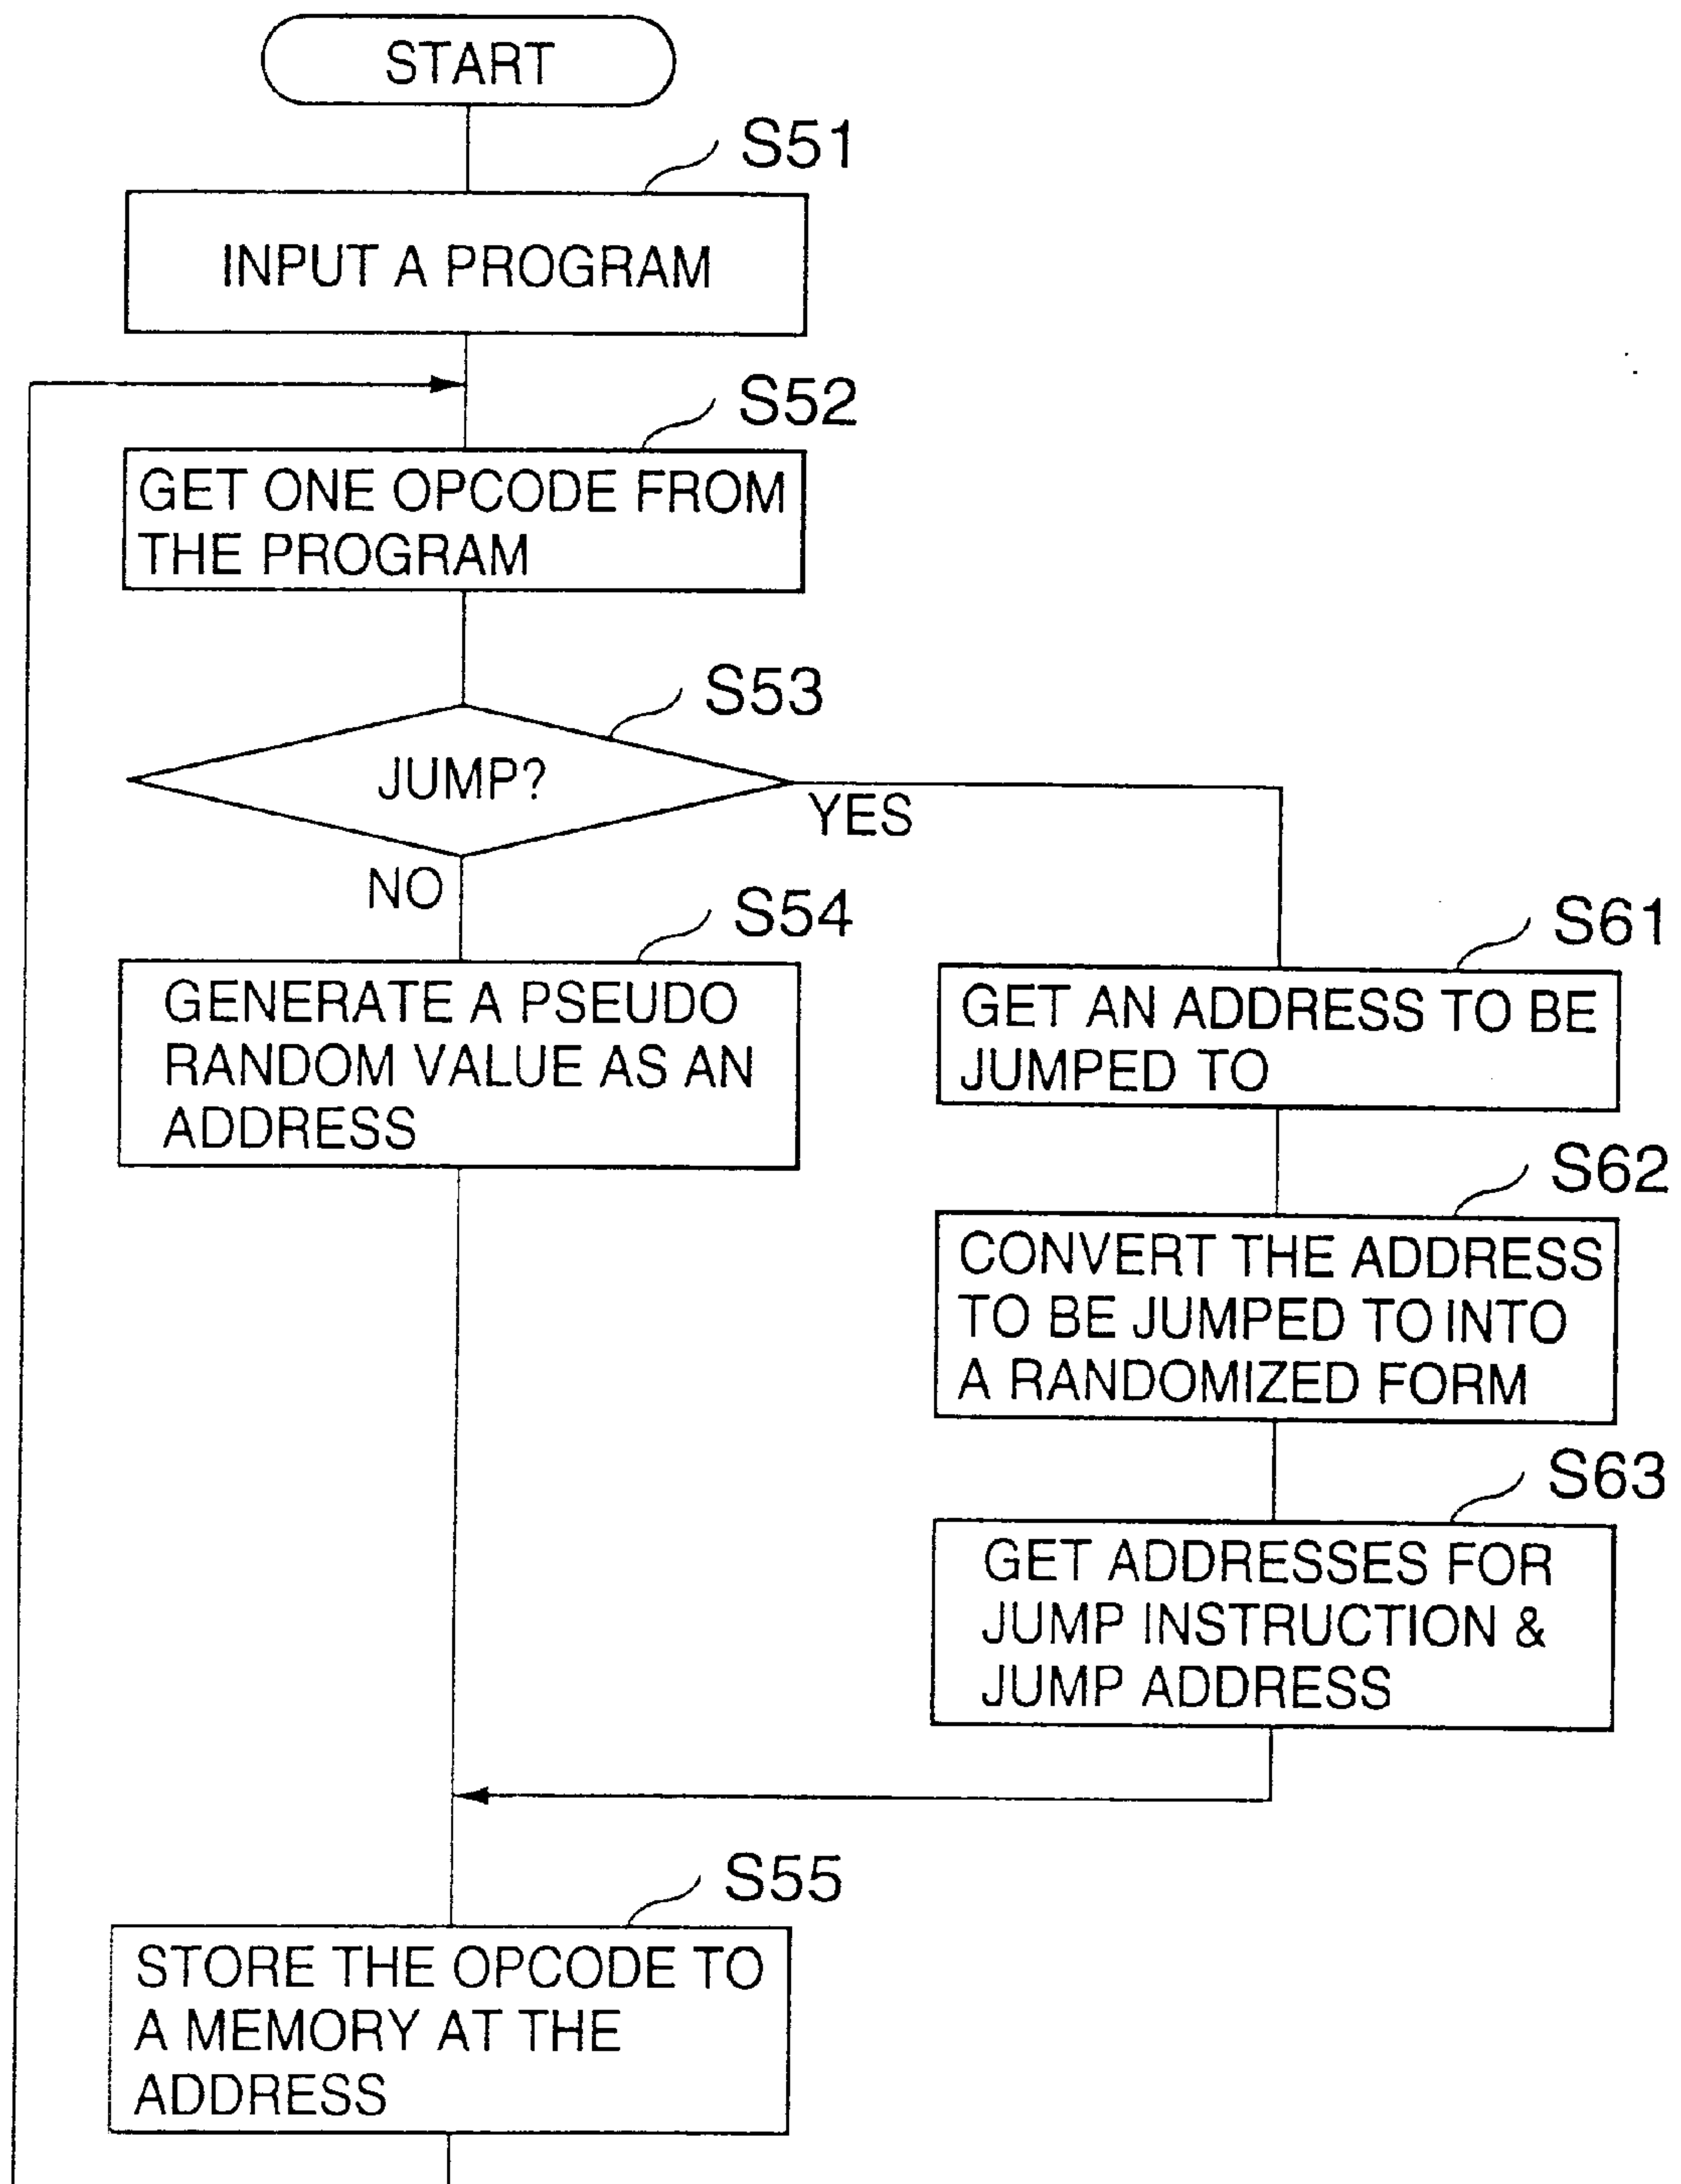 START
S51
INPUT A PROGRAM
S52
GET ONE OPCODE FROM
THE PROGRAM
S53
JUMP?
YES
NO
S54
GENERATE A PSEUDO
RANDOM VALUE AS AN
ADDRESS
S61
GET AN ADDRESS TO BE
JUMPED TO
S62
CONVERT THE ADDRESS
TO BE JUMPED TO INTO
A RANDOMIZED FORM
S63
GET ADDRESSES FOR
JUMP INSTRUCTION &
JUMP ADDRESS
S55
STORE THE OPCODE TO
A MEMORY AT THE
ADDRESS